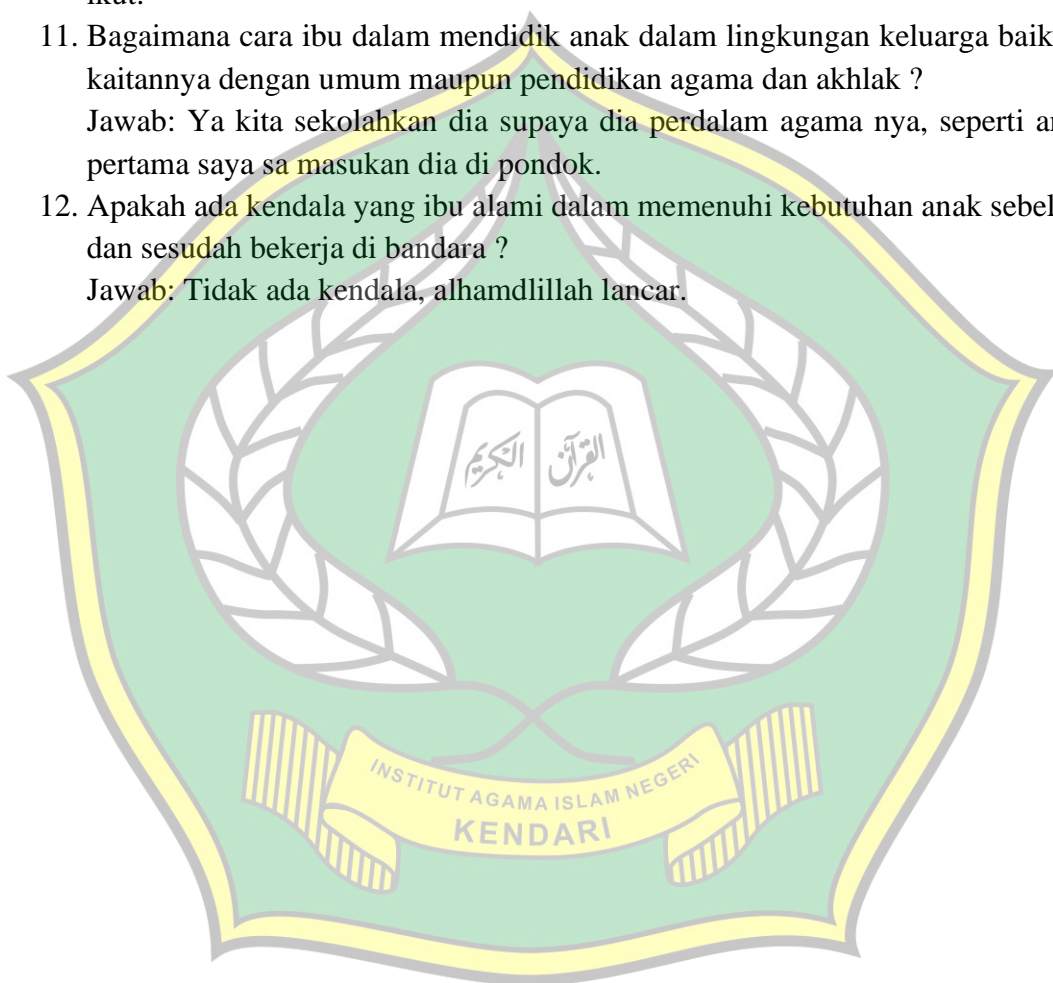 11. Bagaimana cara ibu dalam mendidik anak dalam lingkungan keluarga baik
kaitannya dengan umum maupun pendidikan agama dan akhlak ?
Jawab: Ya kita sekolahkan dia supaya dia perdalam agama nya, seperti
pertama saya sa masukan dia di pondok.
12. Apakah ada kendala yang ibu alami dalam memenuhi kebutuhan anak
dan sesudah bekerja di bandara ?
Jawab: Tidak ada kendala, alhamdlillah lancar.
القرآن الكريم
INSTITUT AGAMA ISLAM NEGERI
KENDARI